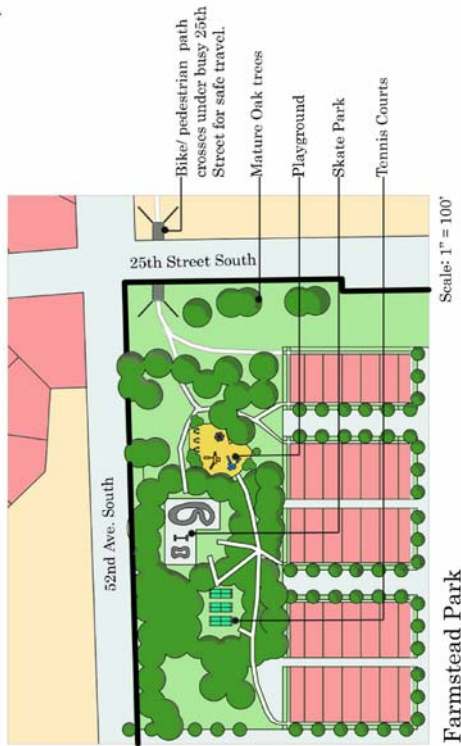 Bike/ pedestrian path
crosses under busy 25th
Street for safe travel.
Mature Oak trees
Playground
Skate Park
Tennis Courts
25th Street South
52nd Ave. South
Scale: 1" = 100'
Farmstead Park